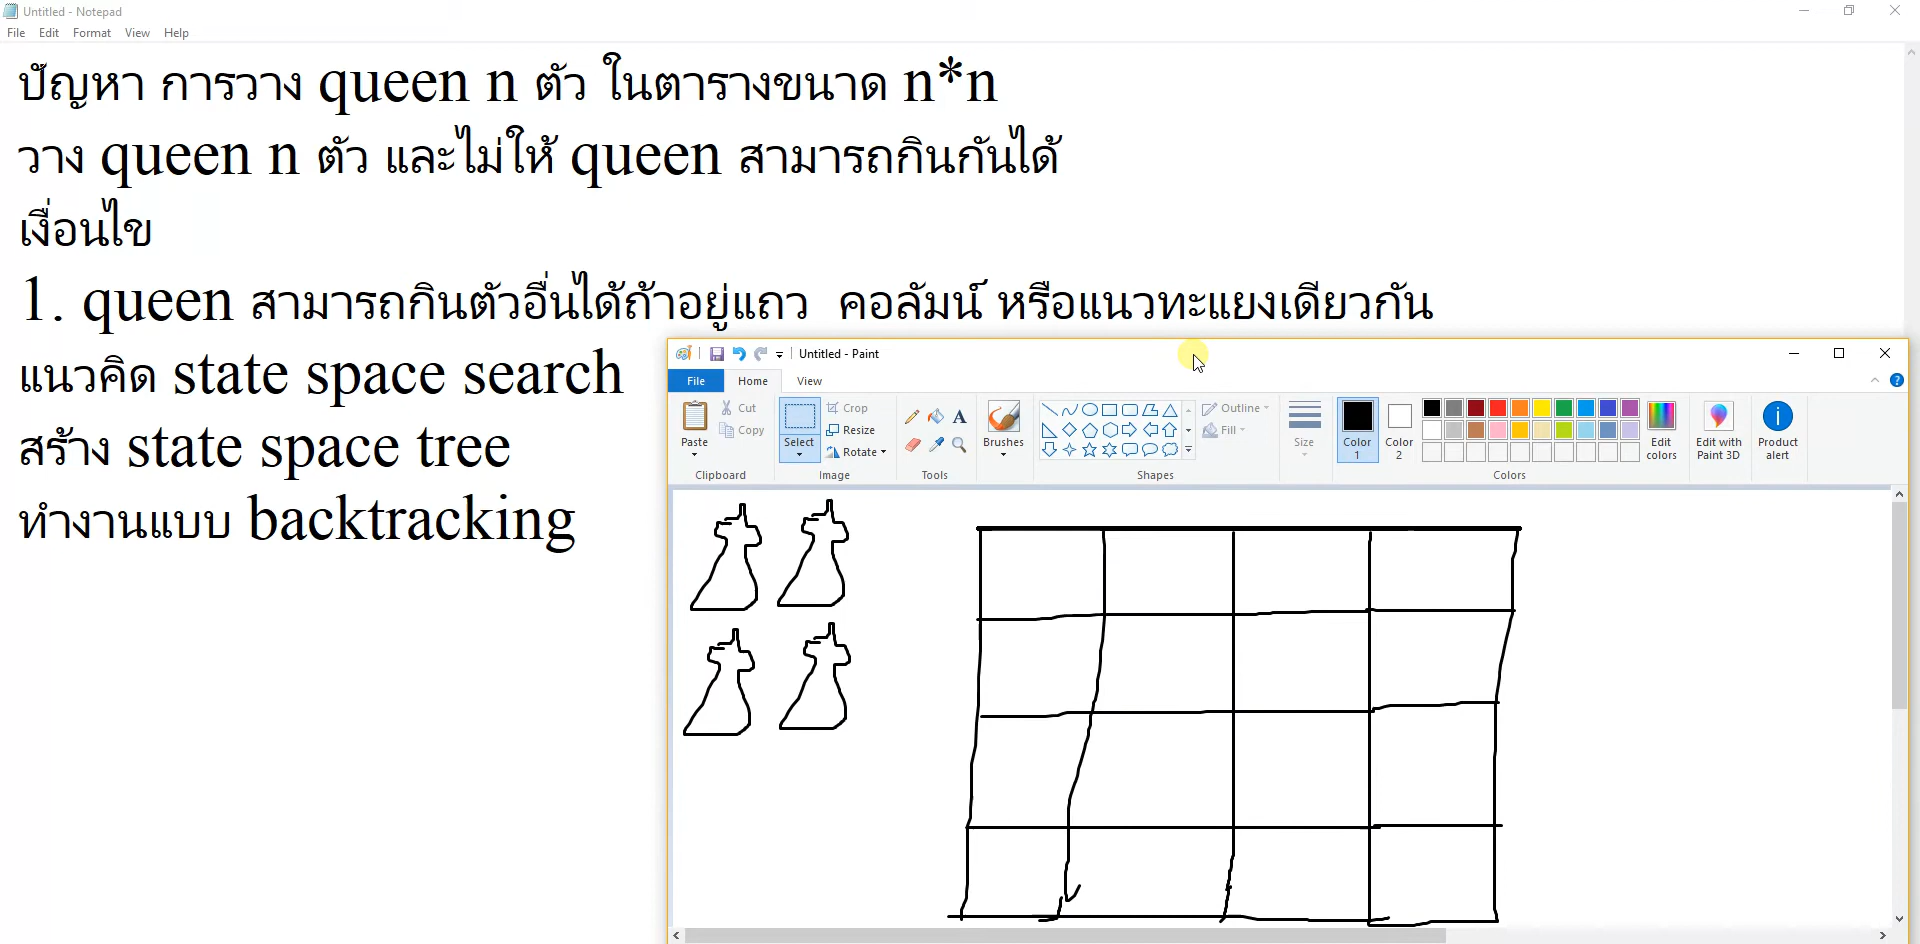 Untitled - Notepad
File Edit Format View Help
ปัญหา การวาง queen n ตัว ในตารางขนาด n*n
วาง queen n ตัว และไม่ให้ queen สามารถกินกันได้
เงื่อนไข
1. queen สามารถกินตัวอื่นได้ถ้าอยู่แถว คอลัมน์ หรือแนวทะแยงเดียวกัน
แนวคิด state space search
สร้าง state space tree
ทำงานแบบ backtracking
Untitled - Paint
File Home View
Paste Cut Copy Clipboard
Select Crop Resize Rotate Image
A Tools
Brushes
Shapes
Outline Fill
Size
Color 1 Color 2
Colors
Edit colors
Edit with Paint 3D
Product alert